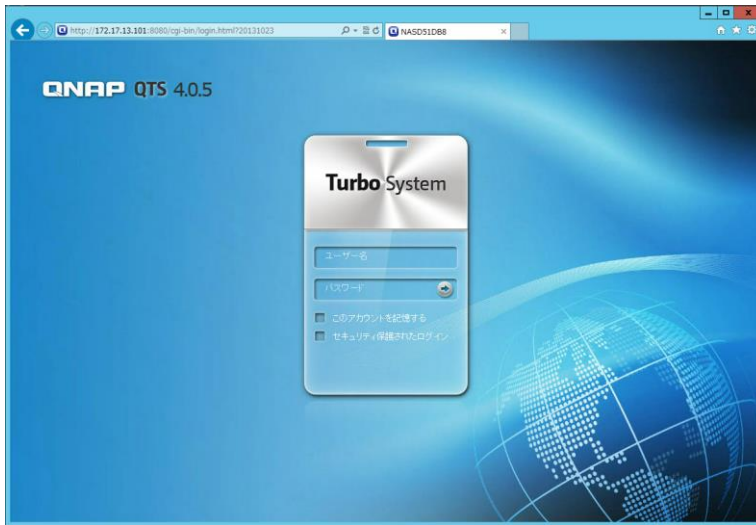 http://172.17.13.101:8080/cgi-bin/login.html?20131023
NASD51DB8
QNAP QTS 4.0.5
Turbo System
ユーザー名
パスワード
このアカウントを記憶する
セキュリティ保護されたログイン